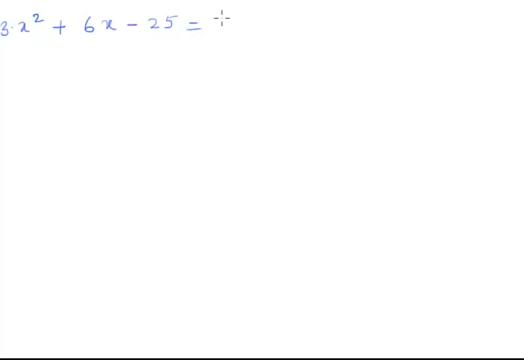 3·x² + 6x - 25 =